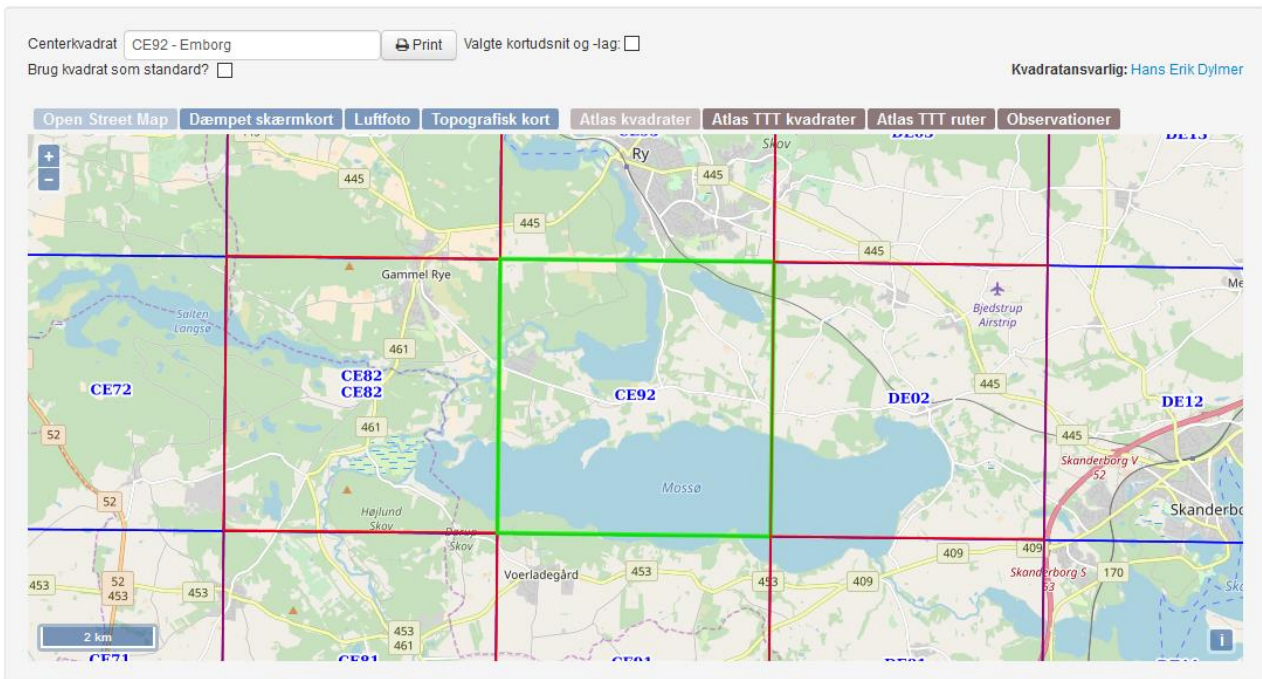 Centerkvadrat CE92 - Emborg Print Valgte kortudsnit og -lag:
Brug kvadrat som standard? Kvadratansvarlig: Hans Erik Dylmer
Open Street Map Dæmpet skærmkort Luftfoto Topografisk kort Atlas kvadrater Atlas TTT kvadrater Atlas TTT ruter Observationer
+
−
Ry
Skov
445
445
445
445
Gammel Rye
Bjedstrup
Airstrip
Salten
Langsø
461
CE82
CE82
CE72
CE92
DE02
445
DE12
52
461
445
Skanderborg V
52
Mossø
52
Højlund
Skov
Skanderbo
Dørup
Skov
409
409
Voerladegård
453
453
409
Skanderborg S
53
170
453
52
453
453
2 km
453
461
i
CE71
CE81
CE91
DE01